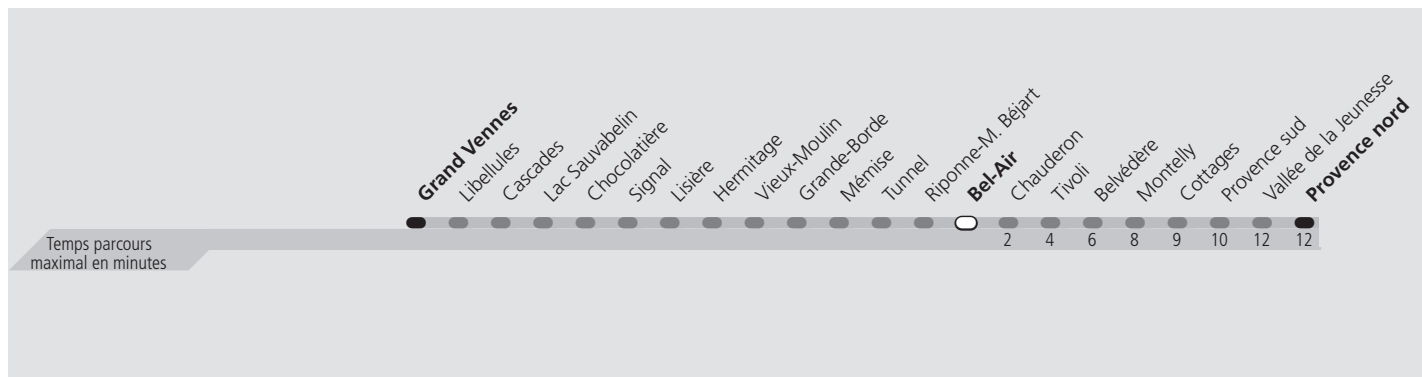 Grand Vennes
Libellules
Cascades
Lac Sauvabelin
Chocolatière
Signal
Lisière
Hermitage
Vieux-Moulin
Grande-Borde
Mémise
Tunnel
Riponne-M. Béjart
Bel-Air
Chauderon
Tivoli
Belvédère
Montelly
Cottages
Provence sud
Vallée de la Jeunesse
Provence nord
Temps parcours
maximal en minutes
2 4 6 8 9 10 12 12